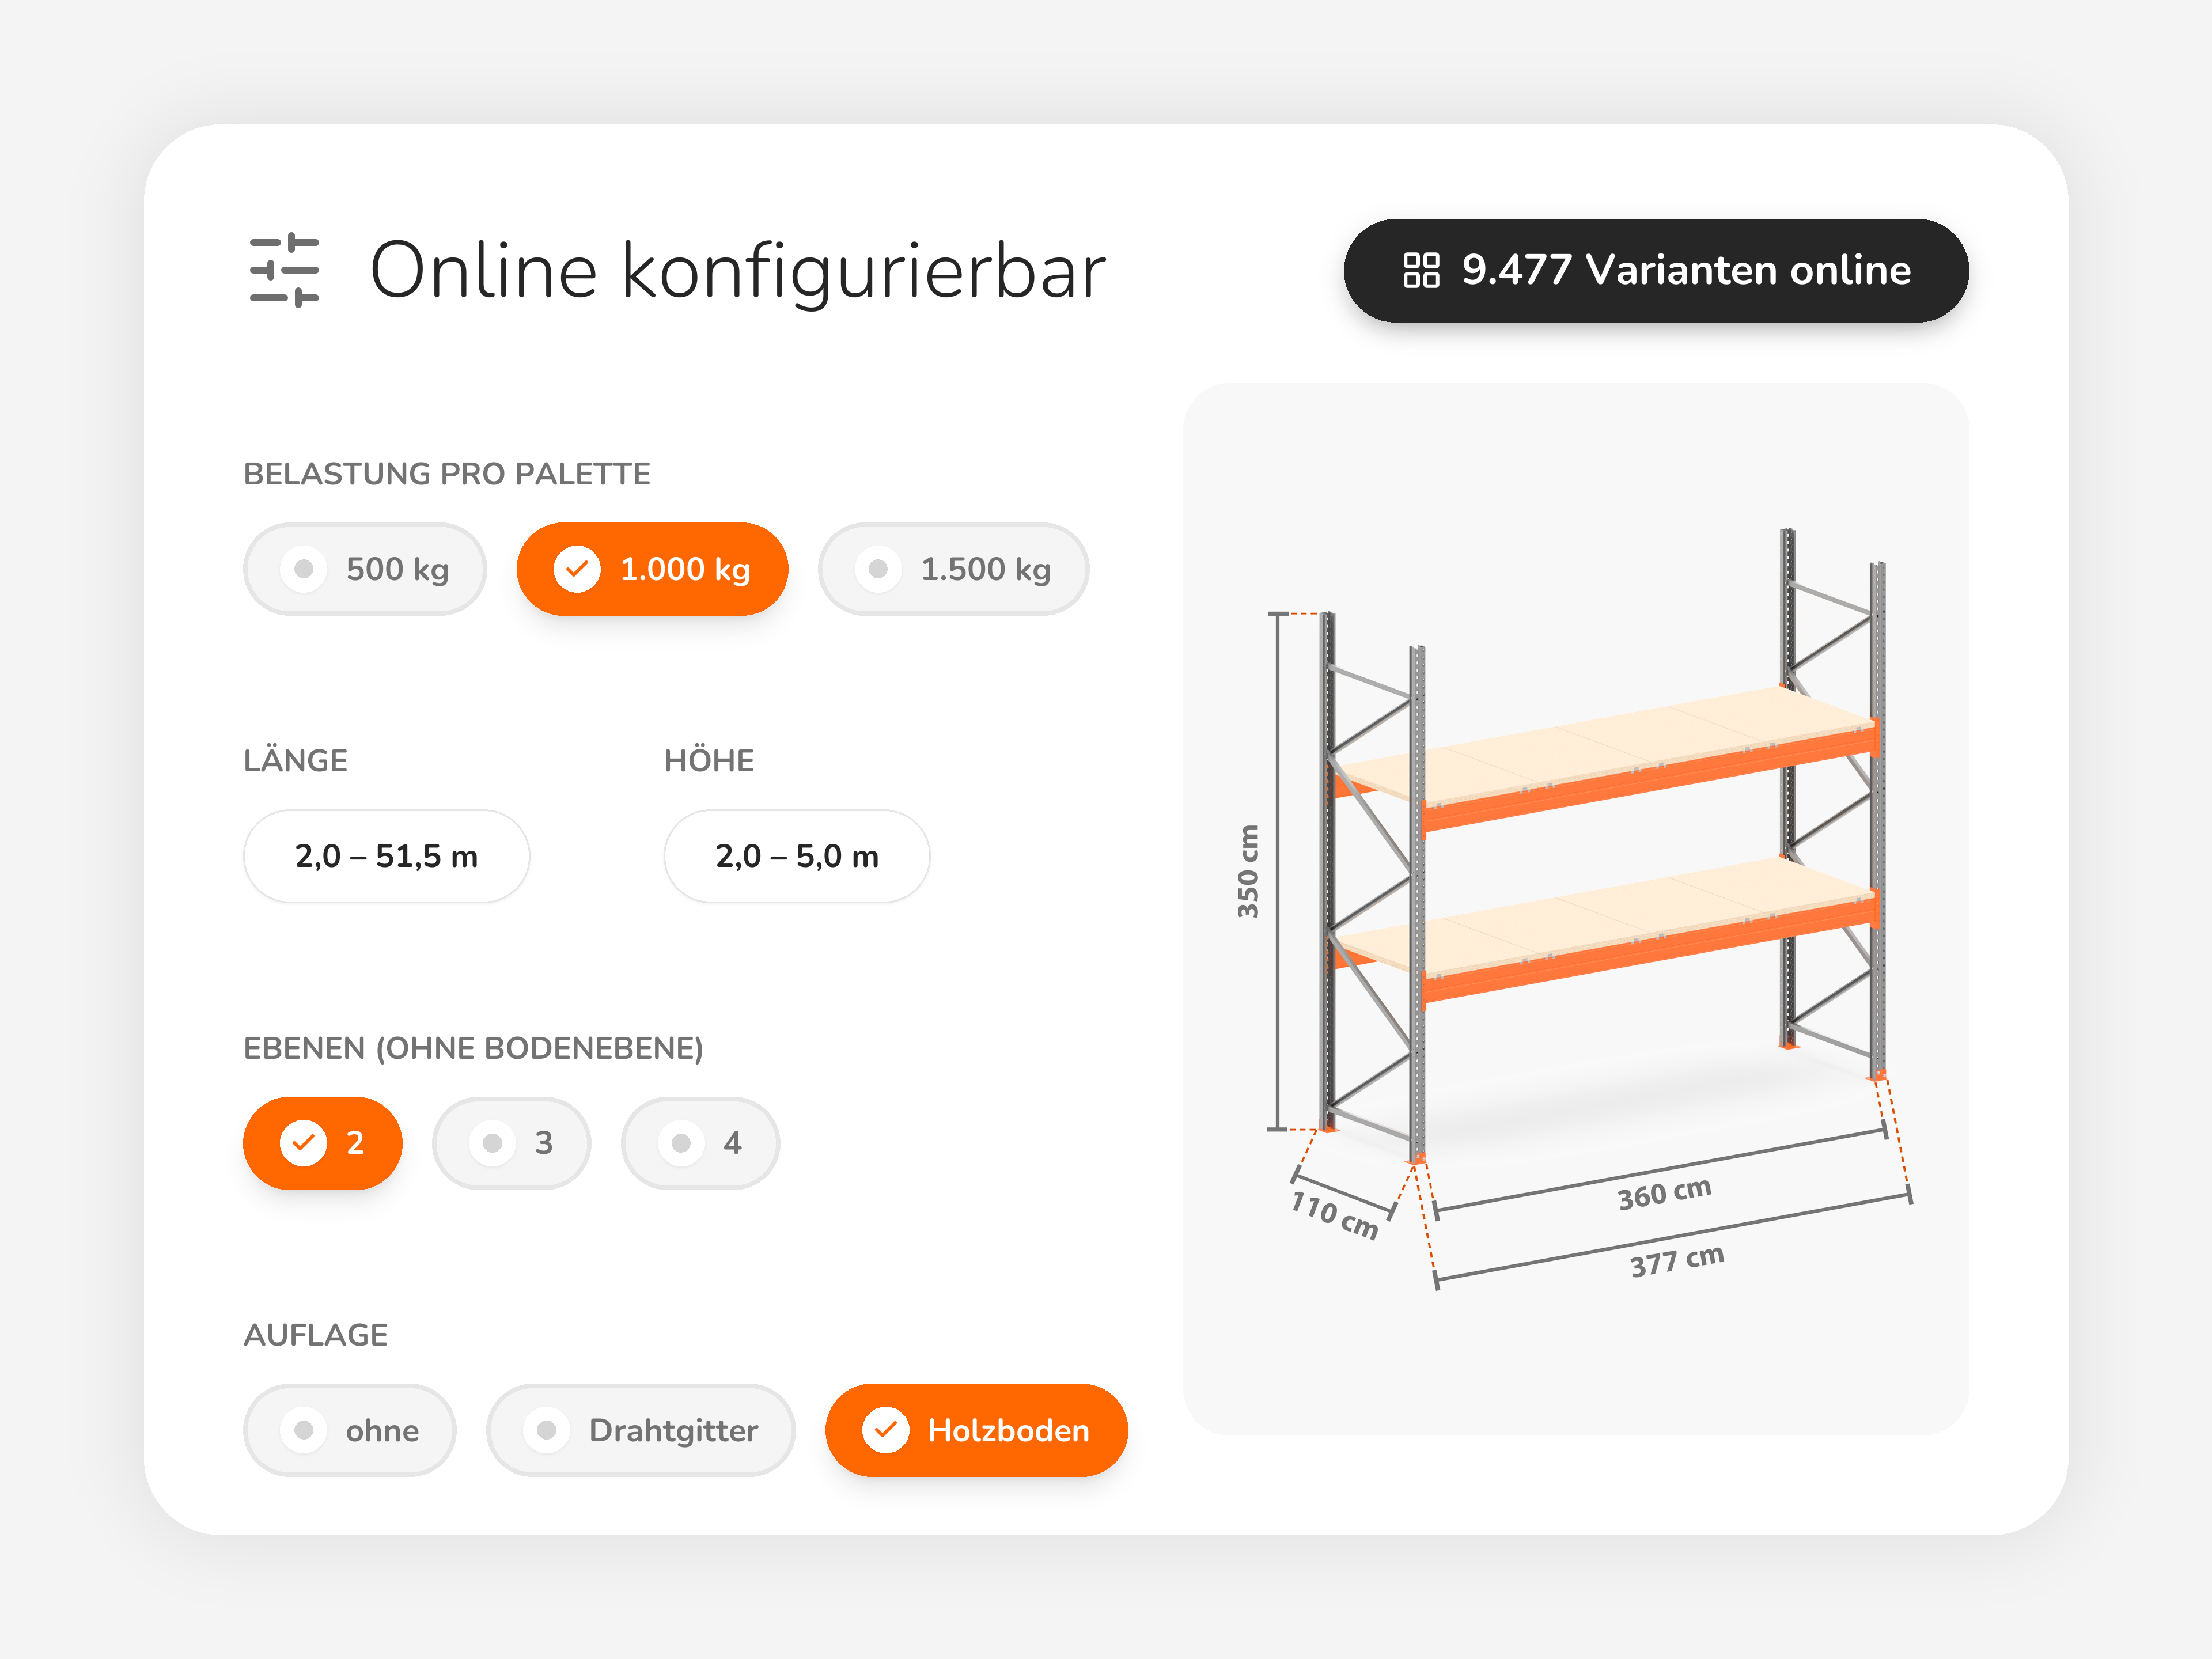 Online konfigurierbar
9.477 Varianten online
BELASTUNG PRO PALETTE
500 kg
1.000 kg
1.500 kg
LÄNGE
HÖHE
2,0 – 51,5 m
2,0 – 5,0 m
EBENEN (OHNE BODENEBENE)
2
3
4
AUFLAGE
ohne
Drahtgitter
Holzboden
350 cm
110 cm
360 cm
377 cm